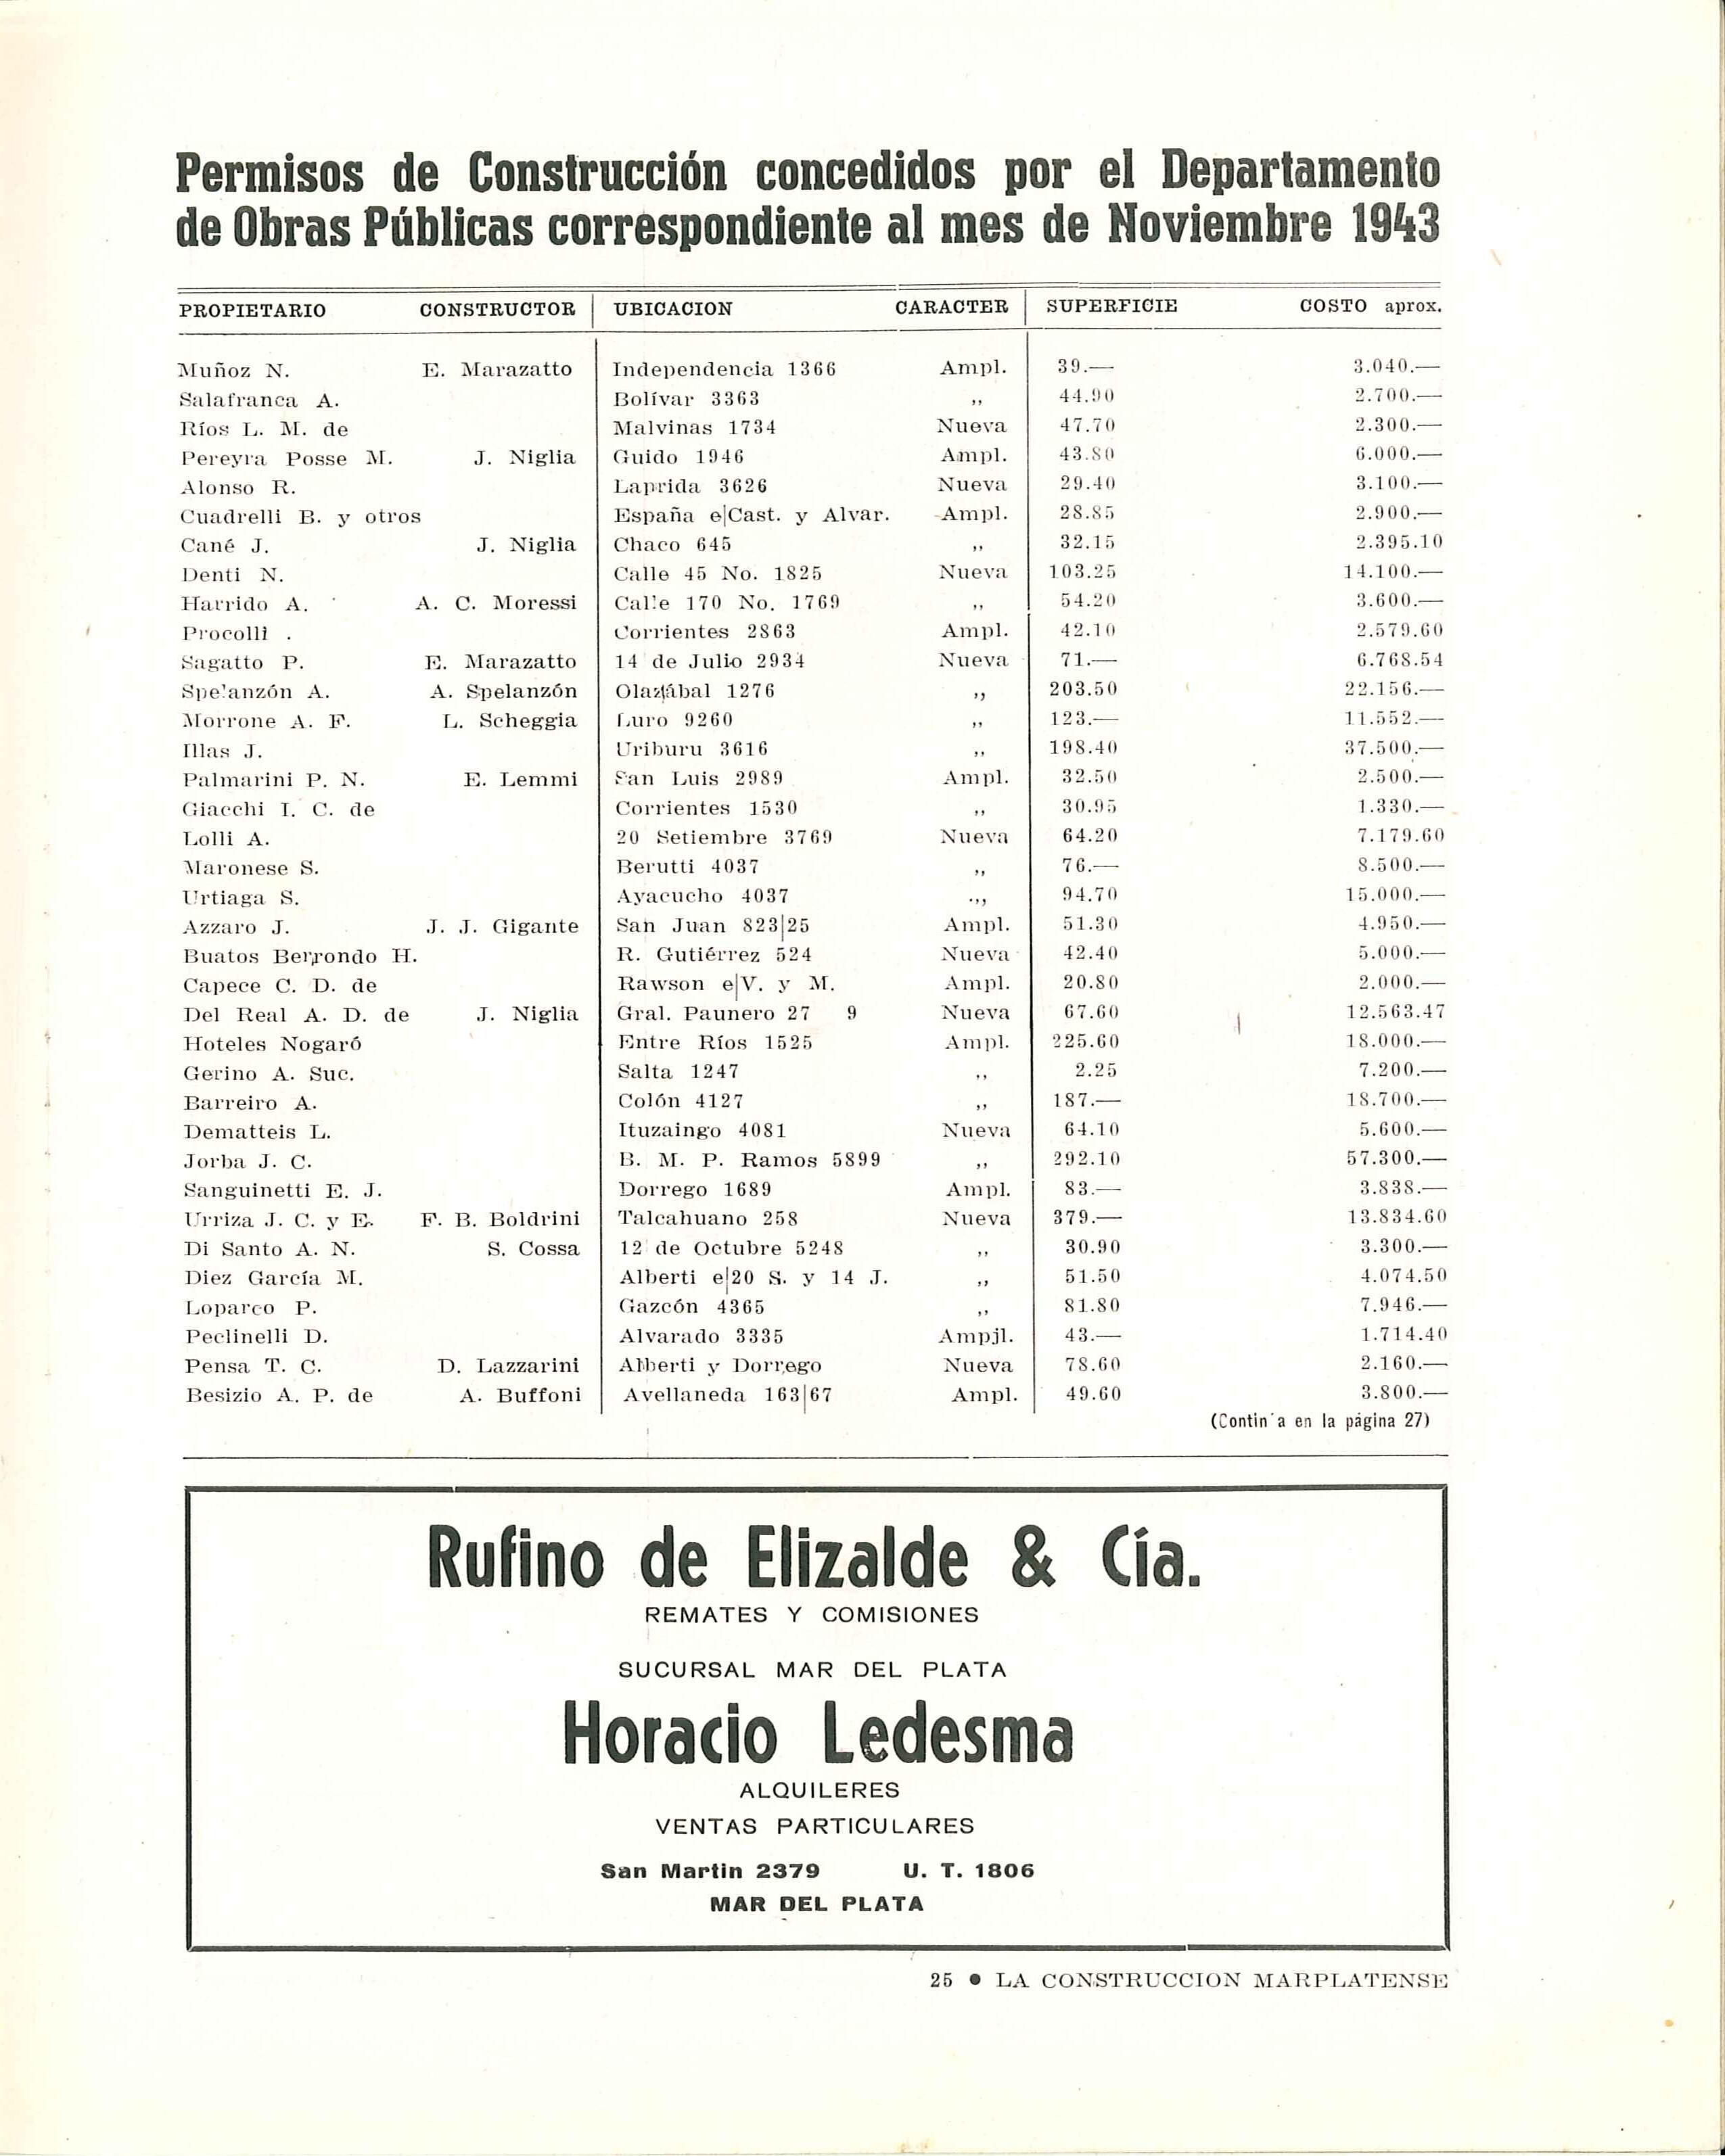 Permisos de Construcción concedidos por el Departamento
de Obras Públicas correspondiente al mes de Noviembre 1943
PROPIETARIO CONSTRUCTOR UBICACION CARACTER SUPERFICIE COSTO aprox.
Muñoz N. E. Marazatto Independencia 1366 Ampl. 39.— 3.040.—
Salafranca A. Bolívar 3363 ,, 44.90 2.700.—
Ríos L. M. de Malvinas 1734 Nueva 47.70 2.300.—
Pereyra Posse M. J. Niglia Guido 1946 Ampl. 43.80 6.000.—
Alonso R. Laprida 3626 Nueva 29.40 3.100.—
Cuadrelli B. y otros España e|Cast. y Alvar. Ampl. 28.85 2.900.—
Cané J. J. Niglia Chaco 645 ,, 32.15 2.395.10
Denti N. Calle 45 No. 1825 Nueva 103.25 14.100.—
Harrido A. A. C. Moressi Calle 170 No. 1769 ,, 54.20 3.600.—
Procolli . Corrientes 2863 Ampl. 42.10 2.579.60
Sagatto P. E. Marazatto 14 de Julio 2934 Nueva 71.— 6.768.54
Spelanzón A. A. Spelanzón Olazábal 1276 ,, 203.50 22.156.—
Morrone A. F. L. Scheggia Luro 9260 ,, 123.— 11.552.—
Illas J. Uriburu 3616 ,, 198.40 37.500.—
Palmarini P. N. E. Lemmi San Luis 2989 Ampl. 32.50 2.500.—
Giacchi I. C. de Corrientes 1530 ,, 30.95 1.330.—
Lolli A. 20 Setiembre 3769 Nueva 64.20 7.179.60
Maronese S. Berutti 4037 ,, 76.— 8.500.—
Urtiaga S. Ayacucho 4037 ,, 94.70 15.000.—
Azzaro J. J. J. Gigante San Juan 823|25 Ampl. 51.30 4.950.—
Buatos Berrondo H. R. Gutiérrez 524 Nueva 42.40 5.000.—
Capece C. D. de Rawson e|V. y M. Ampl. 20.80 2.000.—
Del Real A. D. de J. Niglia Gral. Paunero 27 9 Nueva 67.60 12.563.47
Hoteles Nogaró Entre Ríos 1525 Ampl. 225.60 18.000.—
Gerino A. Suc. Salta 1247 ,, 2.25 7.200.—
Barreiro A. Colón 4127 ,, 187.— 18.700.—
Dematteis L. Ituzaingo 4081 Nueva 64.10 5.600.—
Jorba J. C. B. M. P. Ramos 5899 ,, 292.10 57.300.—
Sanguinetti E. J. Dorrego 1689 Ampl. 83.— 3.838.—
Urriza J. C. y E. F. B. Boldrini Talcahuano 258 Nueva 379.— 13.834.60
Di Santo A. N. S. Cossa 12 de Octubre 5248 ,, 30.90 3.300.—
Diez García M. Alberti e|20 S. y 14 J. ,, 51.50 4.074.50
Loparco P. Gazcón 4365 ,, 81.80 7.946.—
Peclinelli D. Alvarado 3335 Ampjl. 43.— 1.714.40
Pensa T. C. D. Lazzarini Alberti y Dorrego Nueva 78.60 2.160.—
Besizio A. P. de A. Buffoni Avellaneda 163|67 Ampl. 49.60 3.800.—
(Contin´a en la página 27)
Rufino de Elizalde & Cía.
REMATES Y COMISIONES
SUCURSAL MAR DEL PLATA
Horacio Ledesma
ALQUILERES
VENTAS PARTICULARES
San Martin 2379 U. T. 1806
MAR DEL PLATA
25 ● LA CONSTRUCCION MARPLATENSE